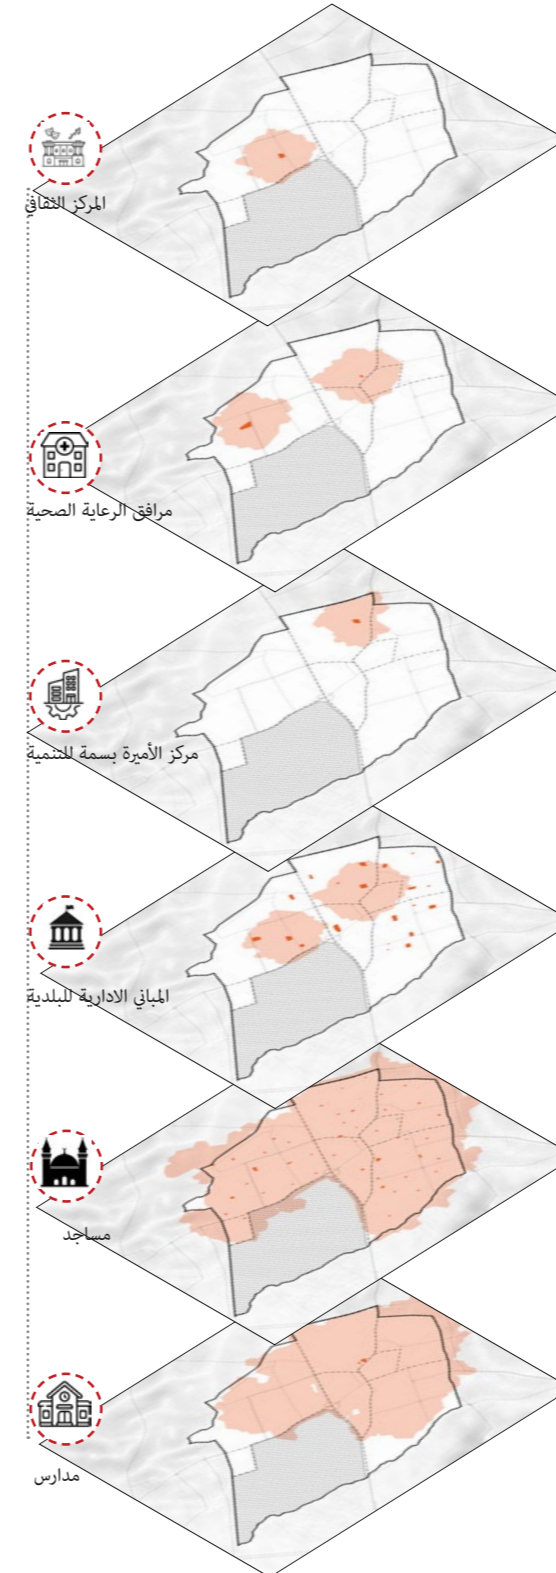 المركز الثقافي
مرافق الرعاية الصحية
مركز الأميرة بسمة للتنمية
المباني الادارية للبلدية
مساجد
مدارس